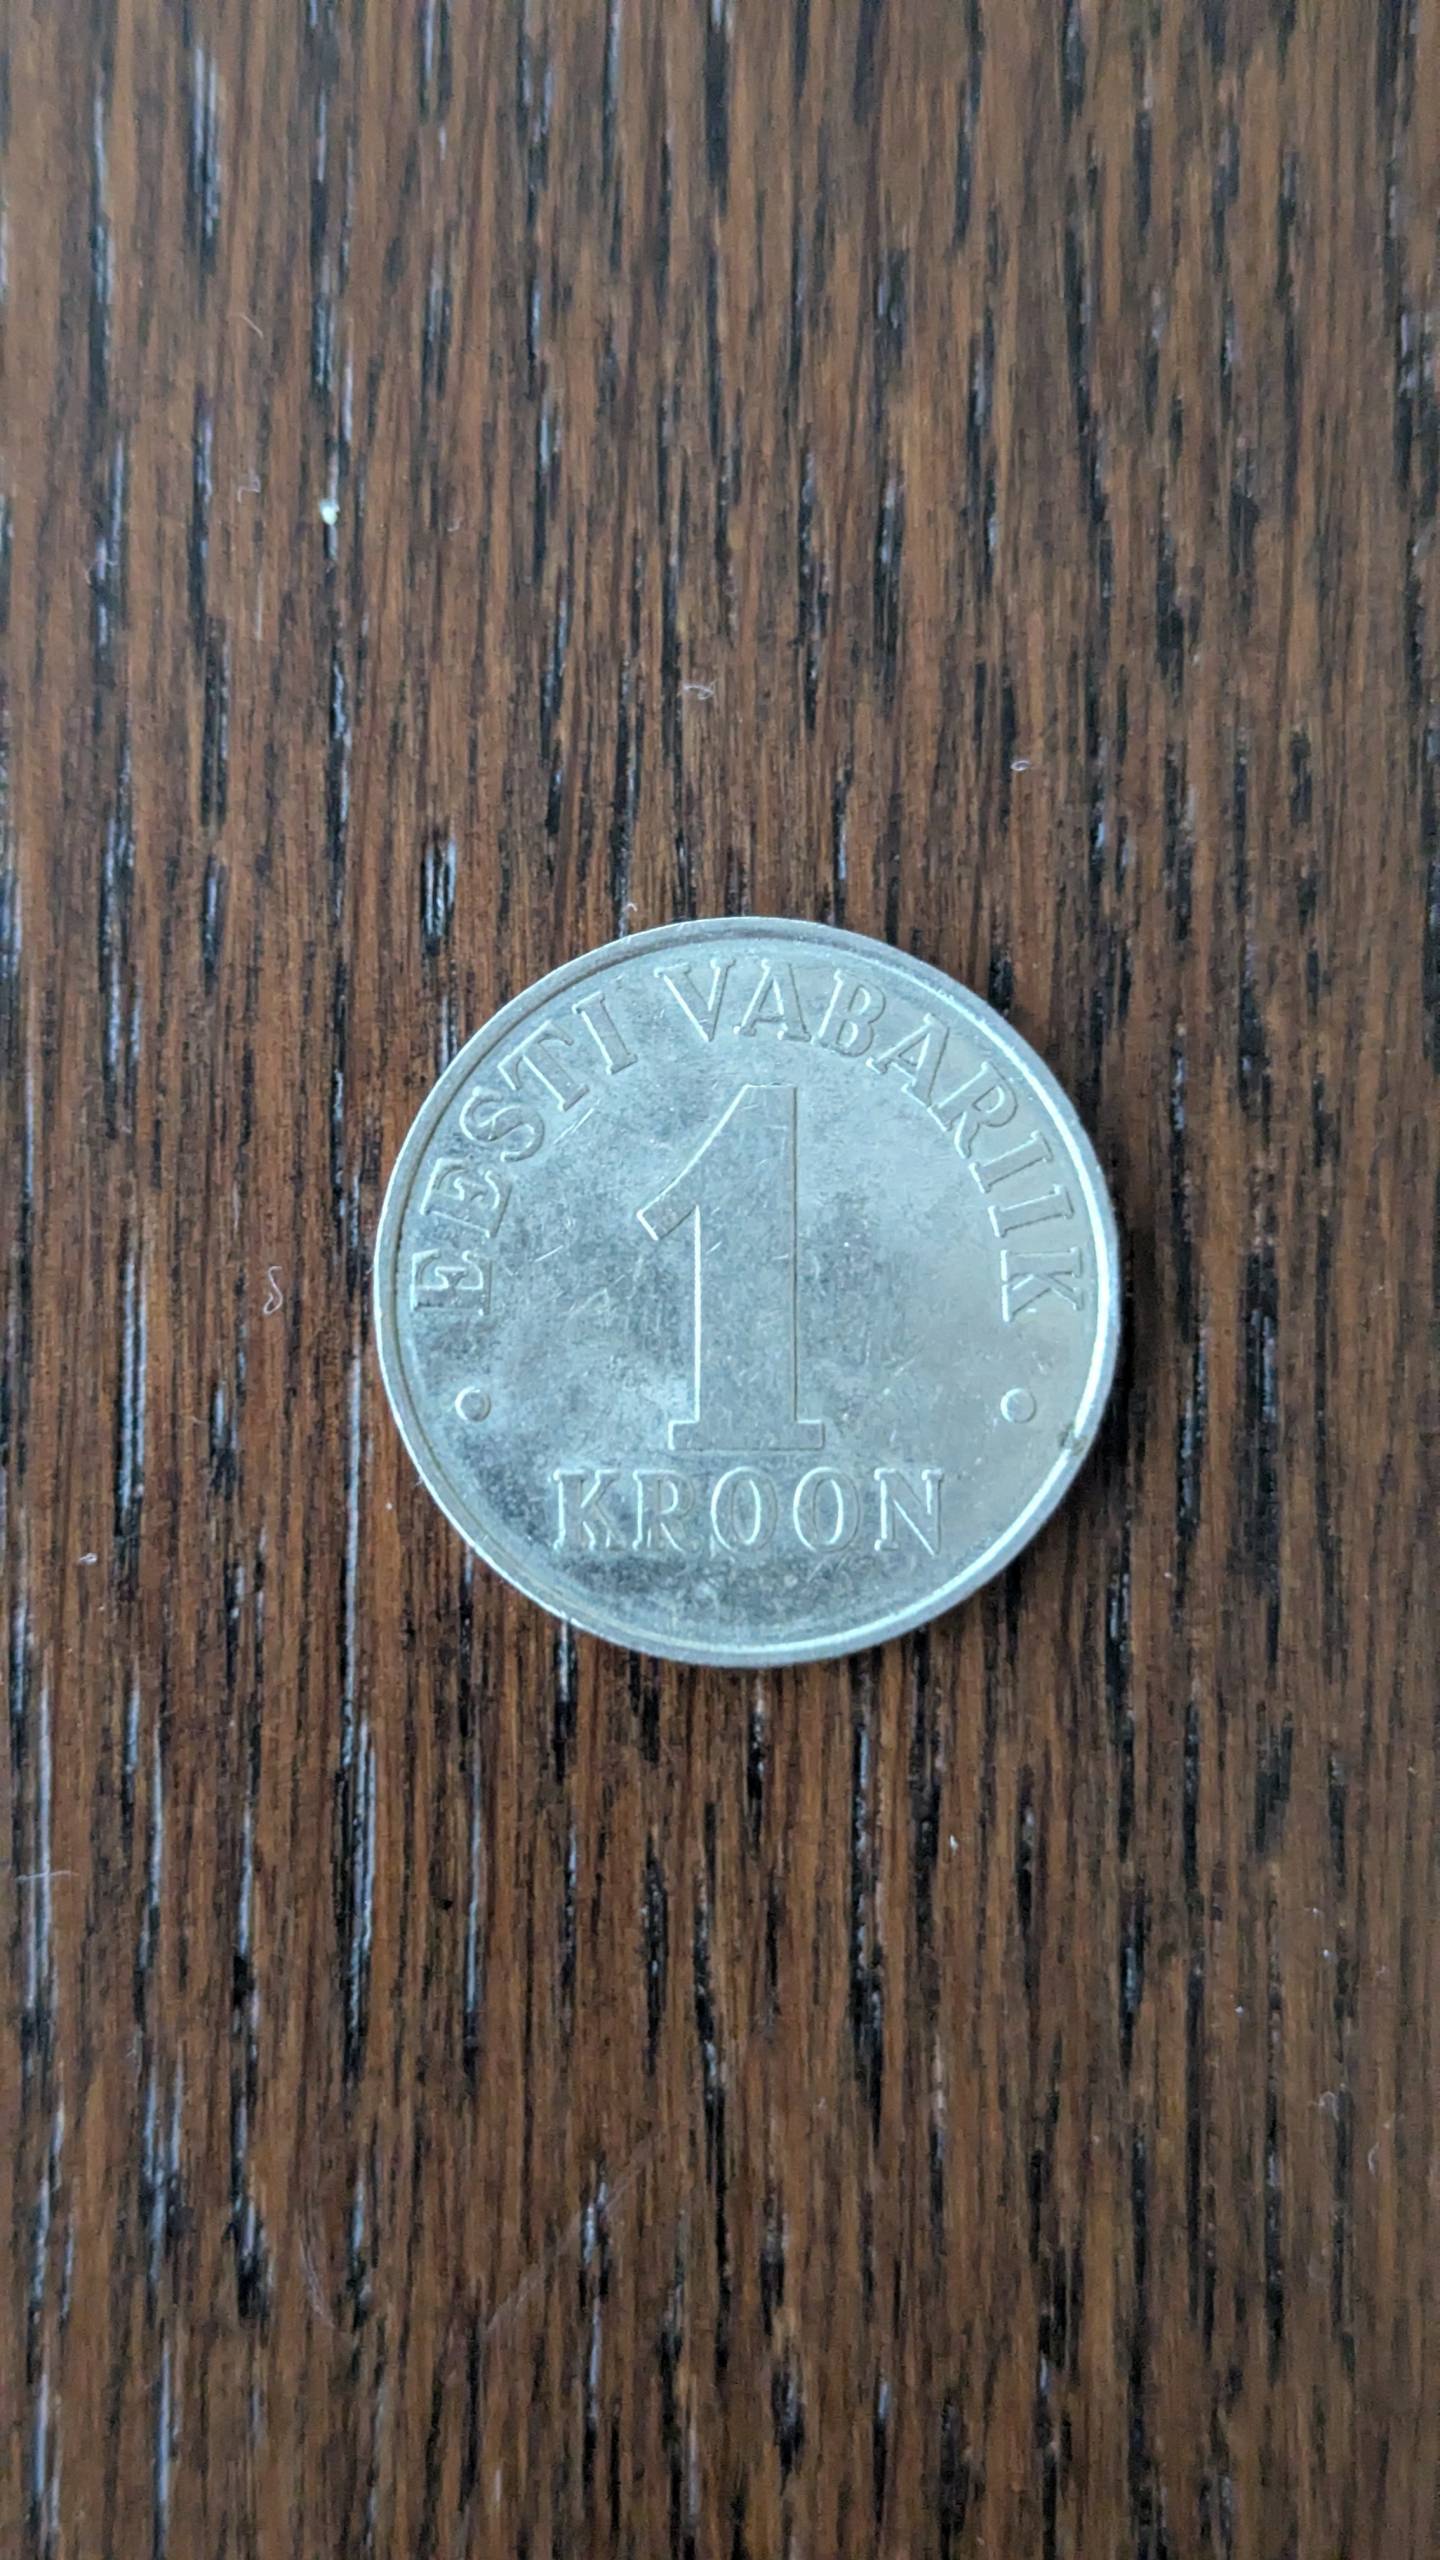 EESTI VABARIIK
1
KROON